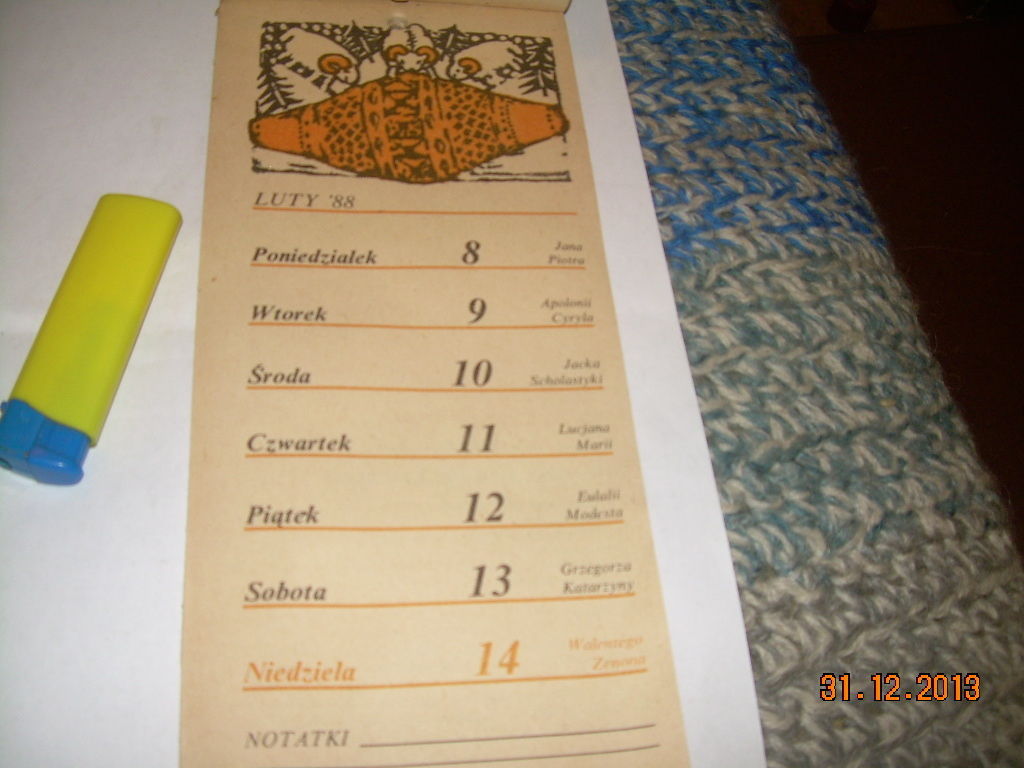 LUTY '88
Poniedziałek 8 Jana
Piotra
Wtorek 9 Apolonii
Cyryla
Środa 10 Jacka
Scholastyki
Czwartek 11 Lucjana
Marii
Piątek 12 Eulalii
Modesta
Sobota 13 Grzegorza
Katarzyny
Niedziela 14 Walentego
Zenona
NOTATKI
31.12.2013